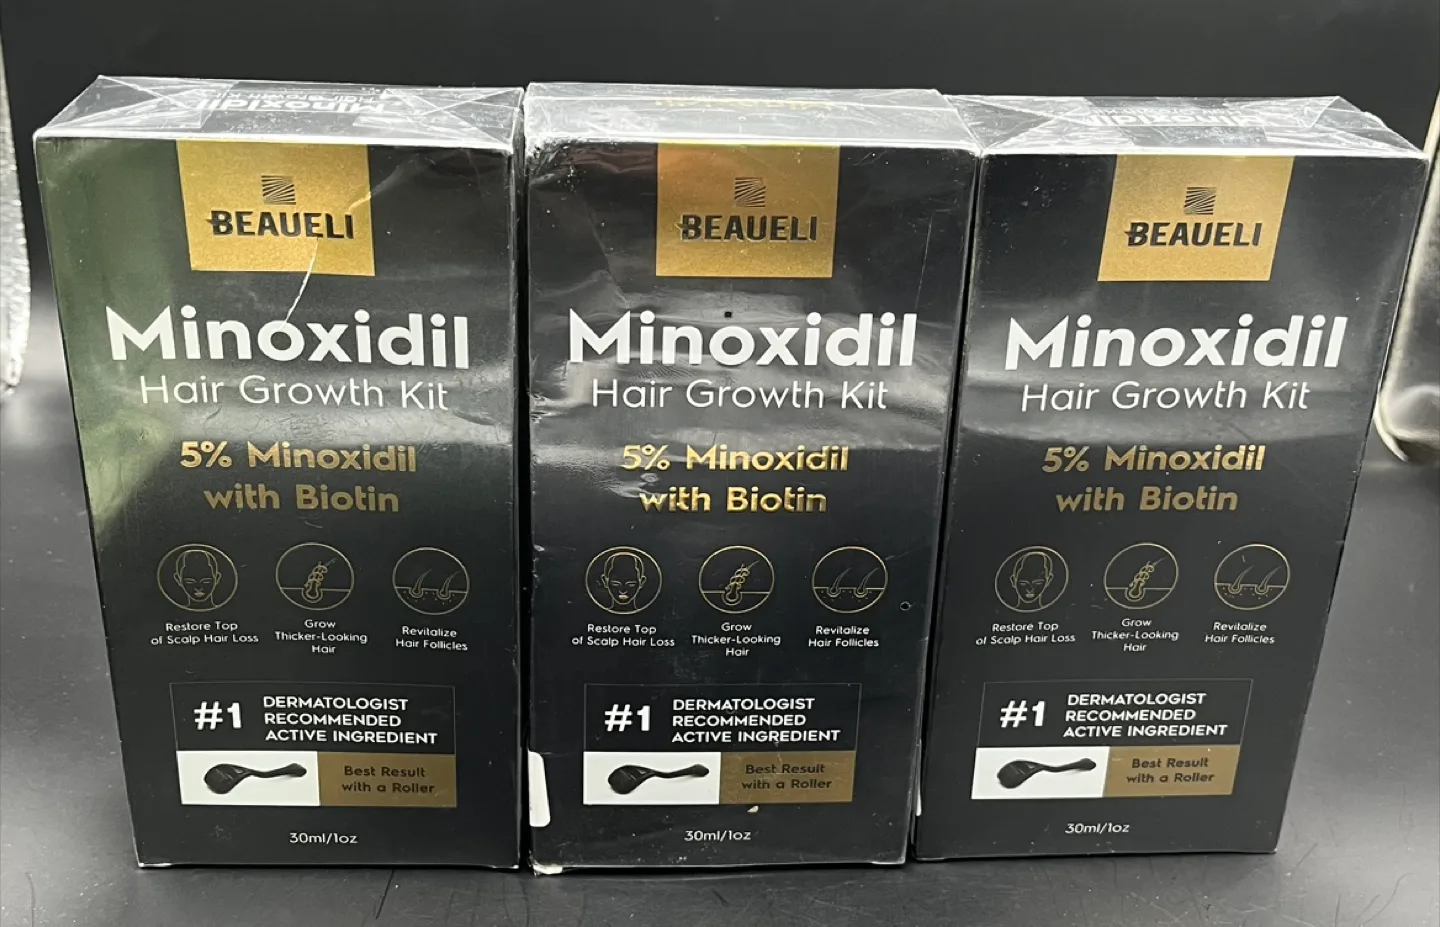 Minoxidil
Hair Growth Kit
BEAUELI
Minoxidil
Hair Growth Kit
5% Minoxidil
with Biotin
Restore Top
of Scalp Hair Loss
Grow
Thicker-Looking
Hair
Revitalize
Hair Follicles
#1
DERMATOLOGIST
RECOMMENDED
ACTIVE INGREDIENT
Best Result
with a Roller
30ml/1oz
BEAUELI
Minoxidil
Hair Growth Kit
5% Minoxidil
with Biotin
Restore Top
of Scalp Hair Loss
Grow
Thicker-Looking
Hair
Revitalize
Hair Follicles
#1
DERMATOLOGIST
RECOMMENDED
ACTIVE INGREDIENT
Best Result
with a Roller
30ml/1oz
Minoxidil
BEAUELI
Minoxidil
Hair Growth Kit
5% Minoxidil
with Biotin
Restore Top
of Scalp Hair Loss
Grow
Thicker-Looking
Hair
Revitalize
Hair Follicles
#1
DERMATOLOGIST
RECOMMENDED
ACTIVE INGREDIENT
Best Result
with a Roller
30ml/1oz